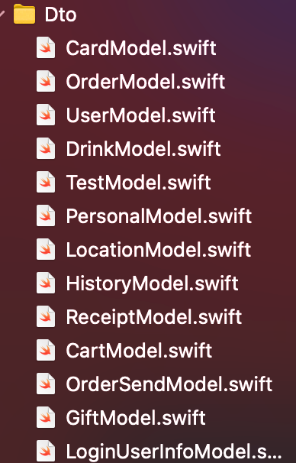 Dto
CardModel.swift
OrderModel.swift
UserModel.swift
DrinkModel.swift
TestModel.swift
PersonalModel.swift
LocationModel.swift
HistoryModel.swift
ReceiptModel.swift
CartModel.swift
OrderSendModel.swift
GiftModel.swift
LoginUserInfoModel.s...